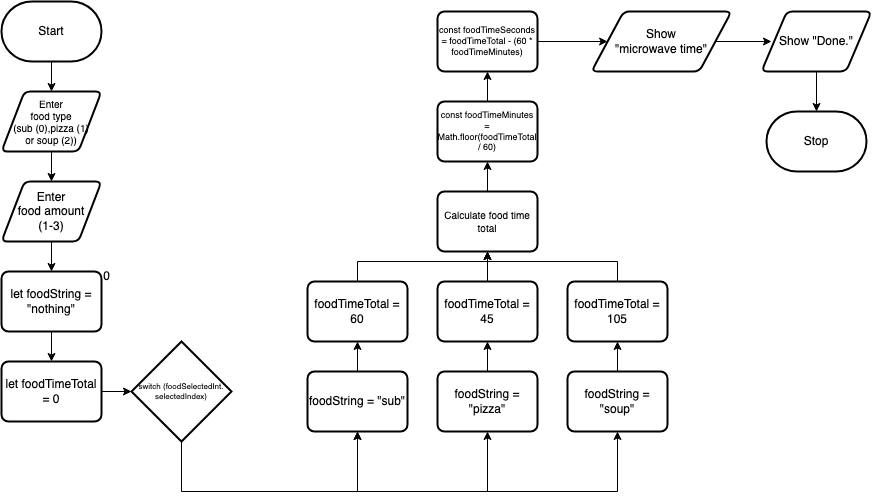 Start
Enter
food type
(sub (0),pizza (1)
or soup (2))
Enter
food amount
(1-3)
0
let foodString =
"nothing"
let foodTimeTotal
= 0
switch (foodSelectedInt.
selectedIndex)
foodString = "sub"
foodString =
"pizza"
foodString =
"soup"
foodTimeTotal =
60
foodTimeTotal =
45
foodTimeTotal =
105
Calculate food time
total
const foodTimeMinutes
=
Math.floor(foodTimeTotal
/ 60)
const foodTimeSeconds
= foodTimeTotal - (60 *
foodTimeMinutes)
Show
"microwave time"
Show "Done."
Stop